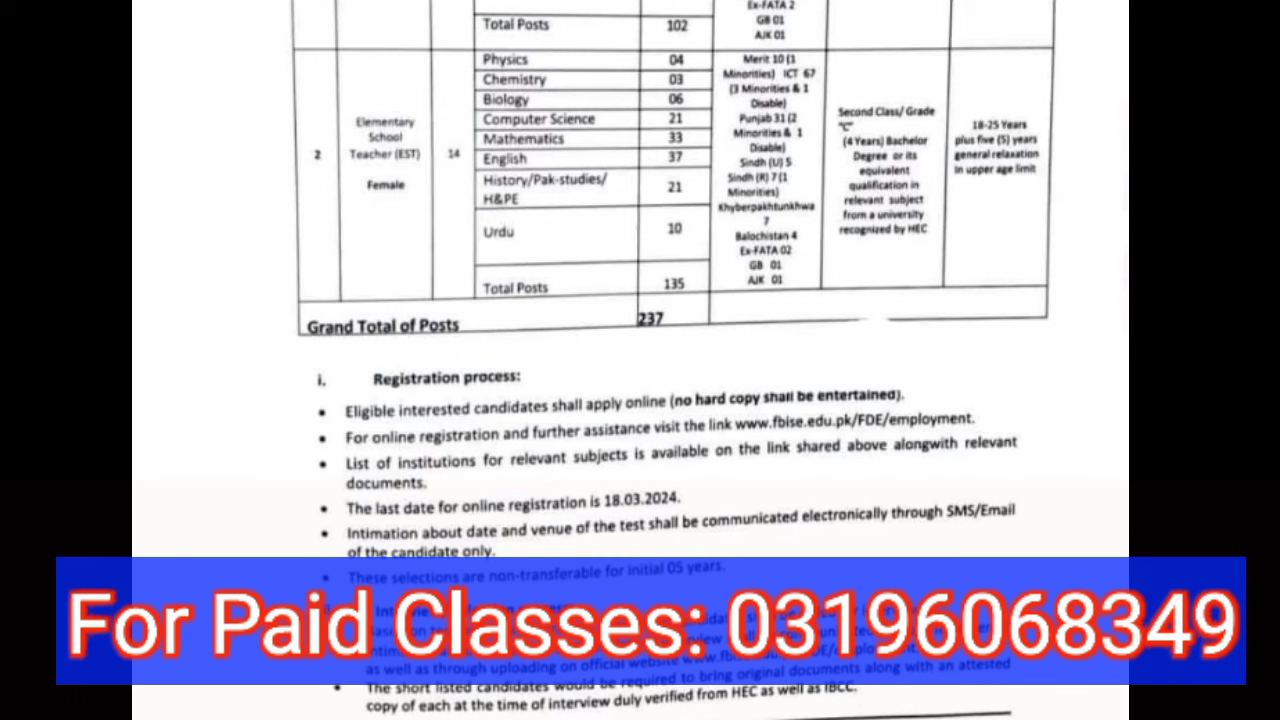 Ex-FATA 2
GB 01
AJK 01
Total Posts 102
2
Elementary
School
Teacher (EST)
Female
14
Physics 04
Chemistry 03
Biology 06
Computer Science 21
Mathematics 33
English 37
History/Pak-studies/
H&PE
21
Urdu 10
Total Posts 135
Merit 10 (1
Minorities) ICT 67
(3 Minorities & 1
Disable)
Punjab 31 (2
Minorities & 1
Disable)
Sindh (U) 5
Sindh (R) 7 (1
Minorities)
Khyberpakhtunkhwa
7
Balochistan 4
Ex-FATA 02
GB 01
AJK 01
Second Class/ Grade
"C"
(4 Years) Bachelor
Degree or its
equivalent
qualification in
relevant subject
from a university
recognized by HEC
18-25 Years
plus five (5) years
general relaxation
in upper age limit
Grand Total of Posts 237
i. Registration process:
• Eligible interested candidates shall apply online (no hard copy shall be entertained).
• For online registration and further assistance visit the link www.fbise.edu.pk/FDE/employment.
• List of institutions for relevant subjects is available on the link shared above alongwith relevant
documents.
• The last date for online registration is 18.03.2024.
• Intimation about date and venue of the test shall be communicated electronically through SMS/Email
of the candidate only.
• These selections are non-transferable for initial 05 years.
For Paid Classes: 03196068349
as well as through uploading on official website
• The short listed candidates would be required to bring original documents along with an attested
copy of each at the time of interview duly verified from HEC as well as IBCC.